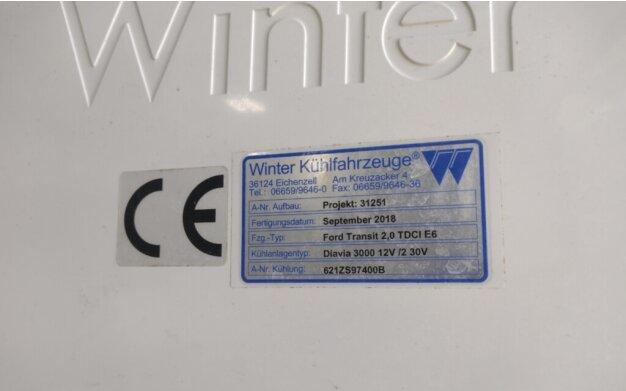 Winter
CE
Winter Kühlfahrzeuge®
36124 Eichenzell Am Kreuzacker 4
Tel.: 06659/9646-0 Fax: 06659/9646-36
A-Nr. Aufbau: Projekt: 31251
Fertigungsdatum: September 2018
Fzg.-Typ: Ford Transit 2,0 TDCI E6
Kühlanlagentyp: Diavia 3000 12V /2 30V
A-Nr. Kühlung: 621ZS97400B